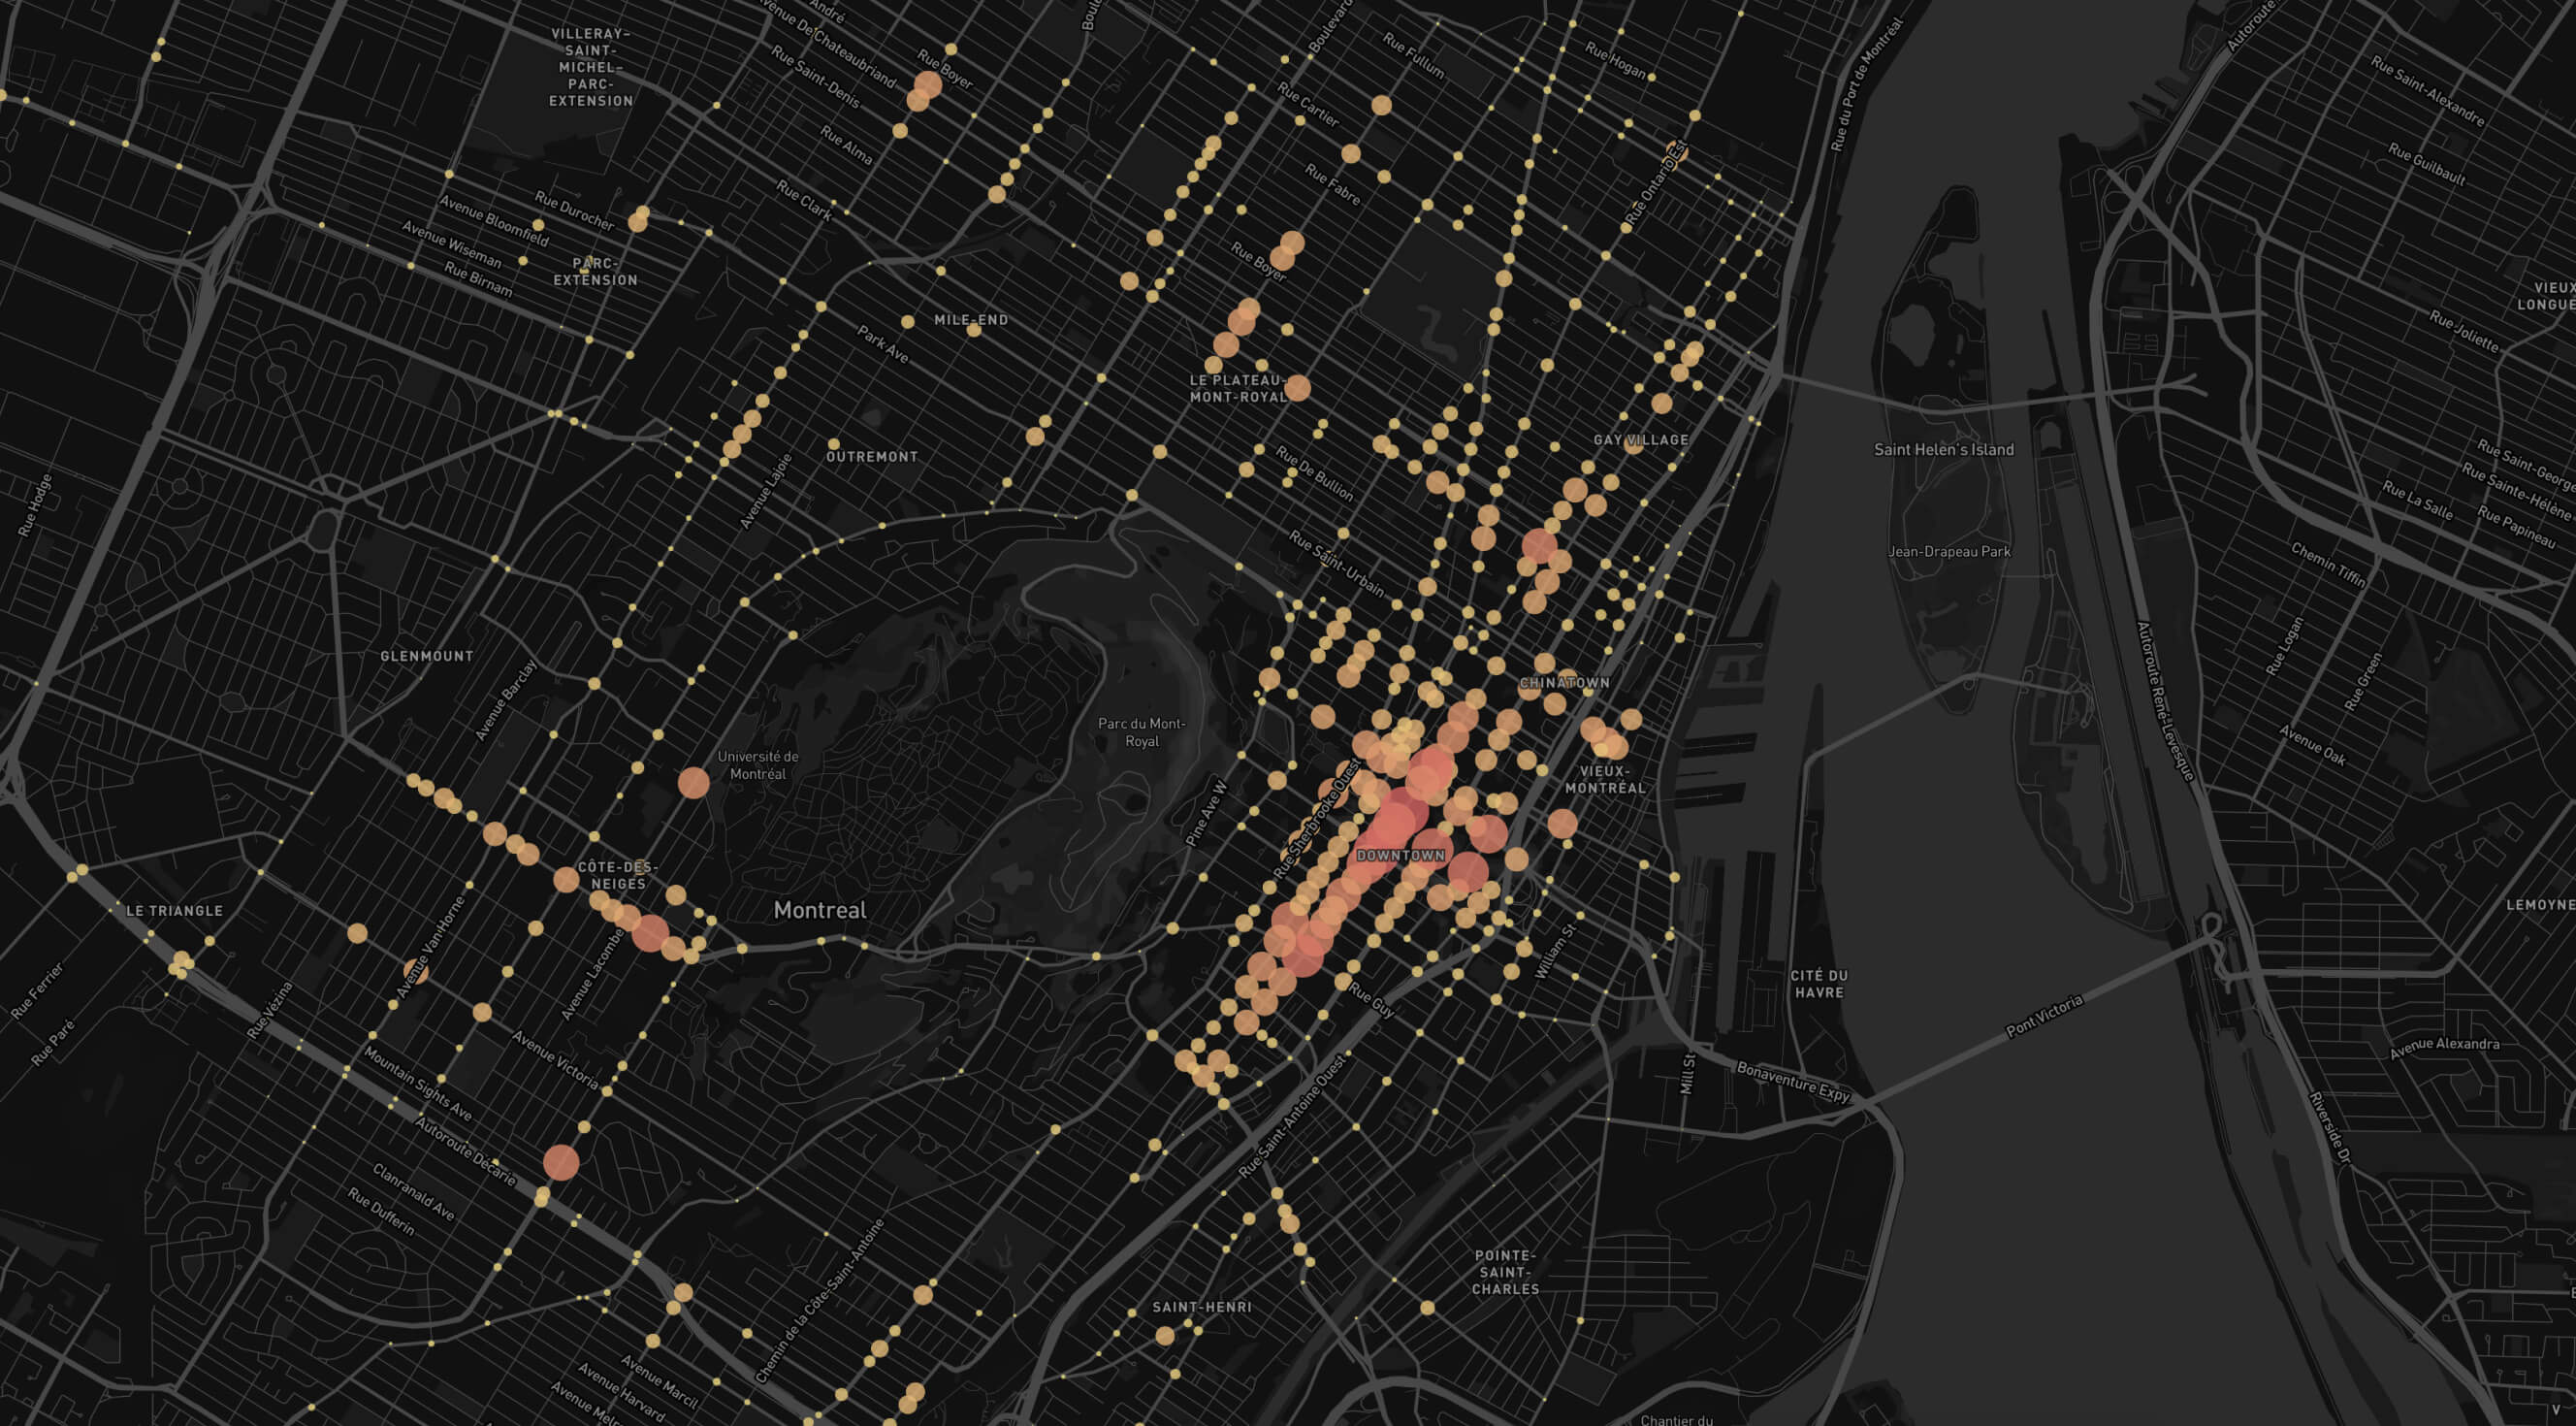 André
Boule
Boulevard
Autoroute
Avenue De Chateaubriand
Rue Boyer
Rue Fullum
Rue Hogan
Rue du Port de Montréal
Rue Saint-Alexandre
VILLERAY-
SAINT-
MICHEL-
PARC-
EXTENSION
Rue Saint-Denis
Rue Cartier
Rue Alma
Rue Guilbault
Rue Fabre
Rue Ontario Est
Rue Durocher
Rue Clark
Avenue Bloomfield
Avenue Wiseman
Rue Birnam
PARC-
EXTENSION
Rue Boyer
VIEUX
LONGUE
MILE-END
Park Ave
Rue Joliette
LE PLATEAU-
MONT-ROYAL
OUTREMONT
GAY VILLAGE
Saint Helen's Island
Rue De Bullion
Avenue Lajoie
Rue Hodge
Rue Saint-George
Rue Sainte-Hélène
Rue La Salle
Rue Papineau
Rue Saint-Urbain
Jean-Drapeau Park
Chemin Tiffin
GLENMOUNT
Avenue Barclay
Rue Logan
Rue Green
CHINATOWN
Autoroute René-Lévesque
Parc du Mont-
Royal
Avenue Oak
Université de
Montréal
VIEUX-
MONTRÉAL
Pine Ave W
Rue Sherbrooke Ouest
DOWNTOWN
CÔTE-DES-
NEIGES
LE TRIANGLE
Montreal
LEMOYNE
Avenue Van Horne
Avenue Lacombe
William St
Rue Ferrier
Rue Paré
Rue Vézina
Rue Guy
CITÉ DU
HAVRE
Pont Victoria
Avenue Alexandra
Mountain Sights Ave
Avenue Victoria
Mill St
Bonaventure Expy
Rue Saint-Antoine Ouest
Riverside Dr
Autoroute Décarie
Clanranald Ave
Rue Dufferin
Chemin de la Côte-Saint-Antoine
POINTE-
SAINT-
CHARLES
SAINT-HENRI
Avenue Marcil
Avenue Harvard
Avenue Melro
Chantier du
V